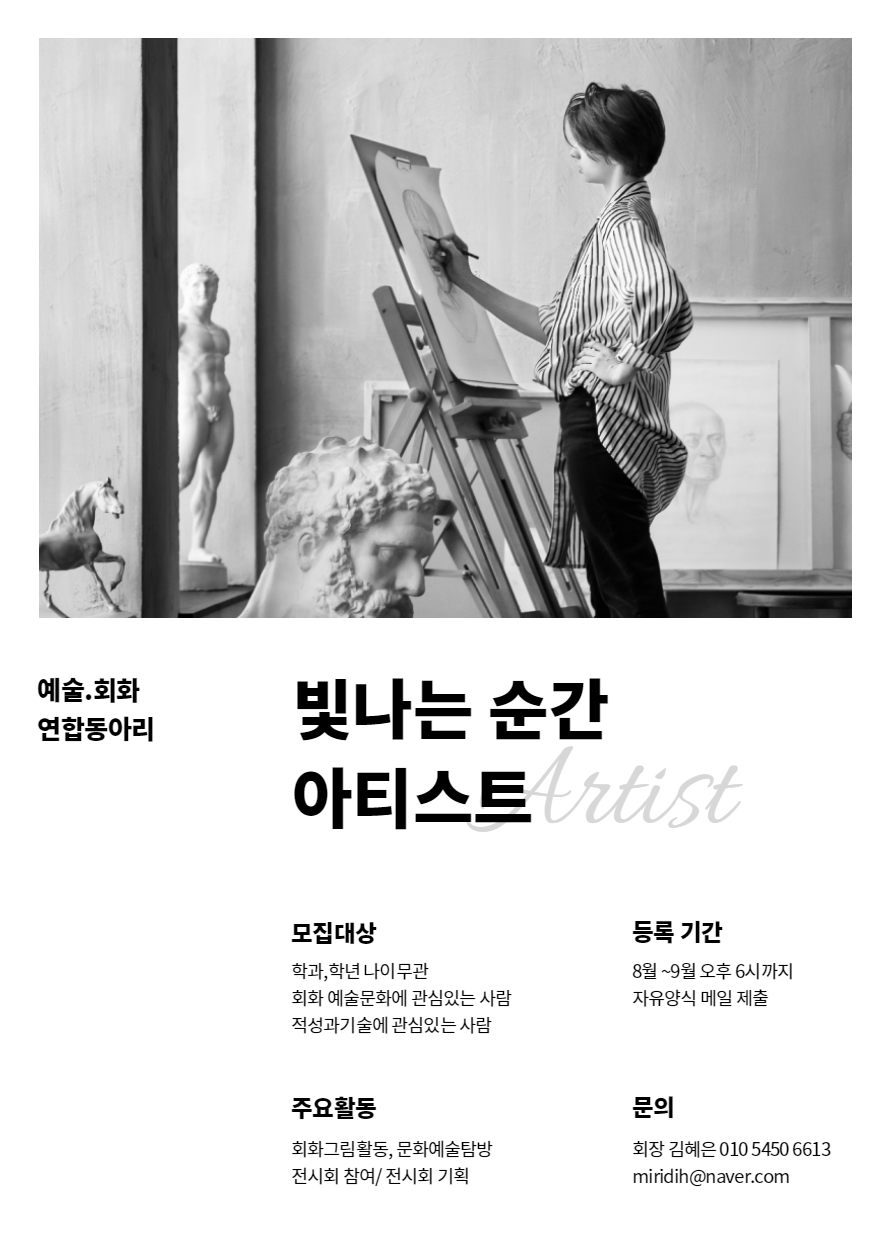 예술.회화
연합동아리
빛나는 순간
아티스트
Artist
모집대상
학과,학년 나이무관
회화 예술문화에 관심있는 사람
적성과기술에 관심있는 사람
등록 기간
8월 ~9월 오후 6시까지
자유양식 메일 제출
주요활동
회화그림활동, 문화예술탐방
전시회 참여/ 전시회 기획
문의
회장 김혜은 010 5450 6613
miridih@naver.com